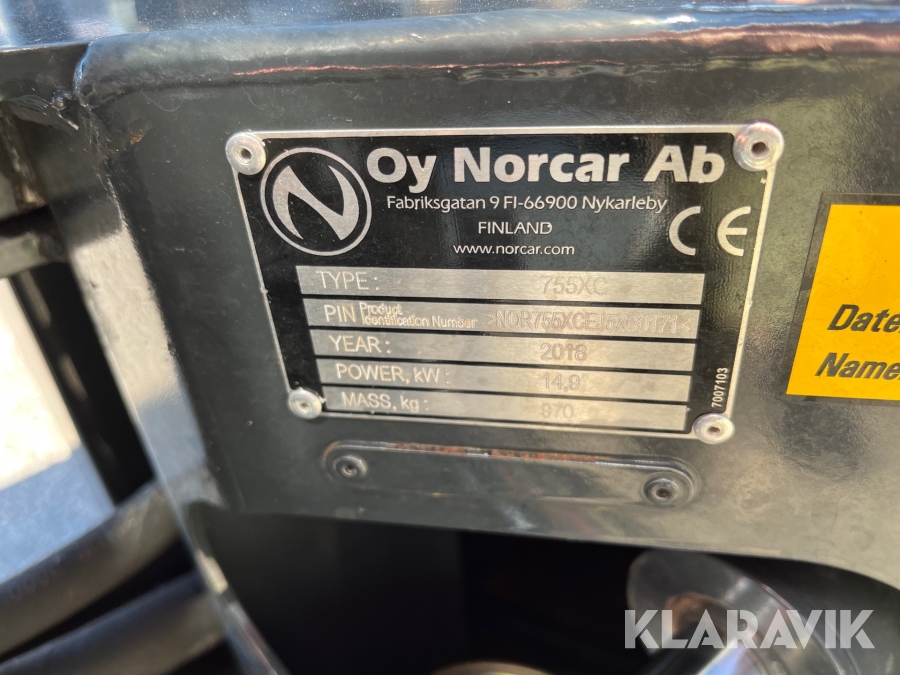 Oy Norcar Ab
Fabriksgatan 9 FI-66900 Nykarleby
FINLAND
www.norcar.com
CE
TYPE: 755XC
PIN Product Identification Number
YEAR: 2018
POWER, kW: 14,9
MASS, kg: 970
7007103
Date
Name
KLARAVIK